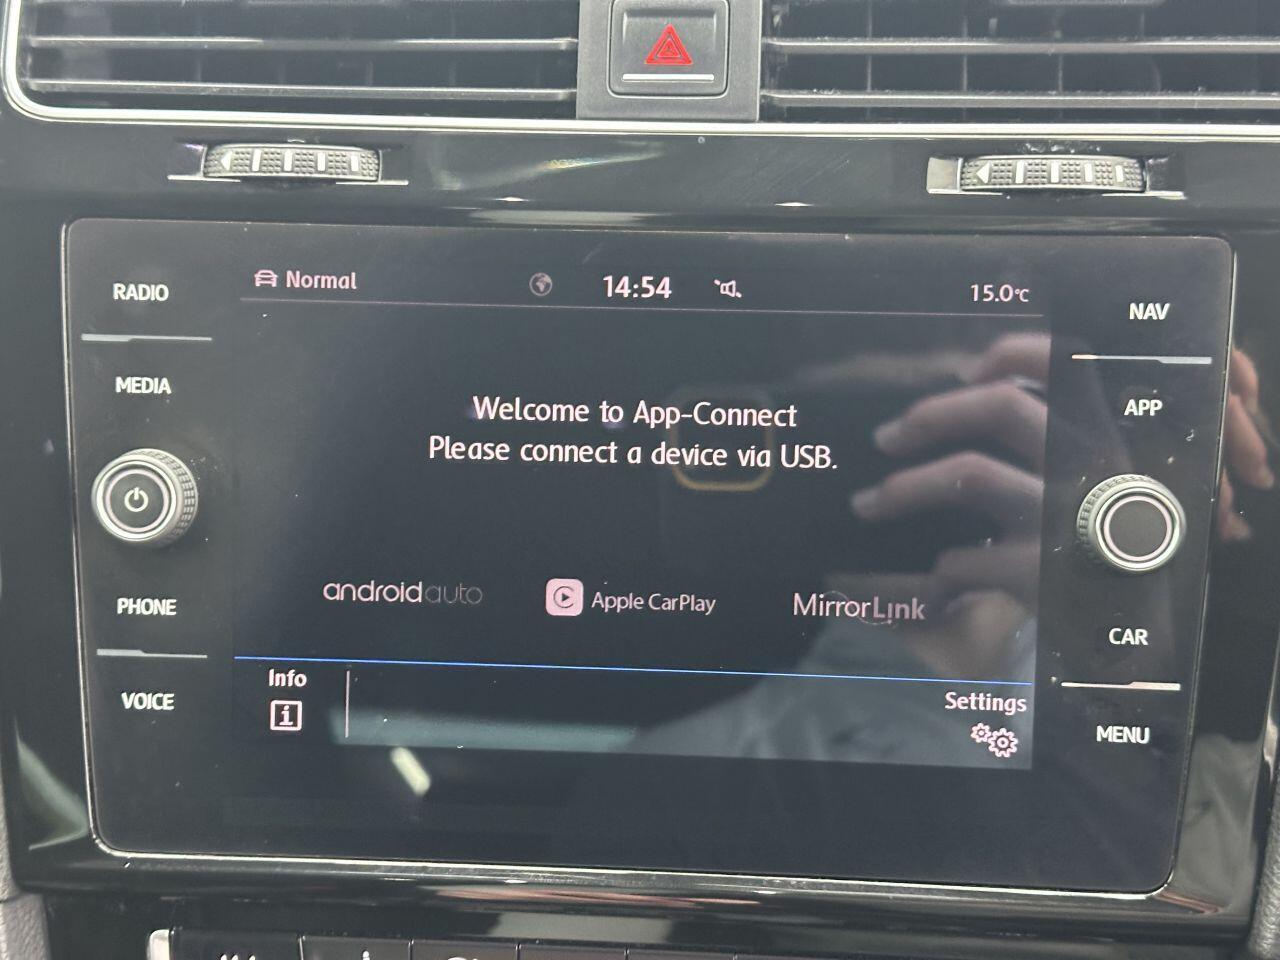 RADIO
MEDIA
PHONE
VOICE
Normal
14:54
15.0°C
Welcome to App-Connect
Please connect a device via USB.
androidauto
Apple CarPlay
MirrorLink
Info
i
Settings
NAV
APP
CAR
MENU